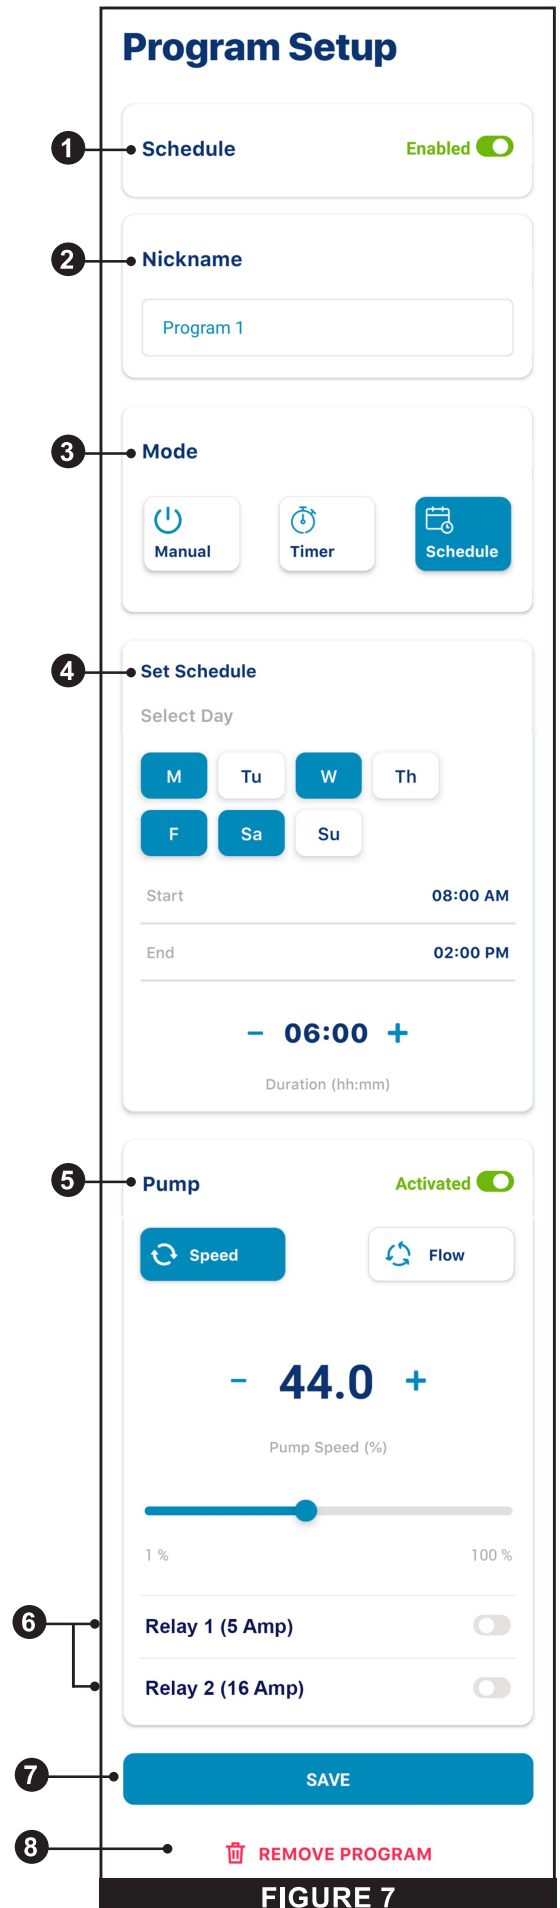 Program Setup
1 Schedule Enabled
2 Nickname
Program 1
3 Mode
Manual Timer Schedule
4 Set Schedule
Select Day
M Tu W Th
F Sa Su
Start 08:00 AM
End 02:00 PM
- 06:00 +
Duration (hh:mm)
5 Pump Activated
Speed Flow
- 44.0 +
Pump Speed (%)
1 % 100 %
6 Relay 1 (5 Amp)
Relay 2 (16 Amp)
7 SAVE
8 REMOVE PROGRAM
FIGURE 7